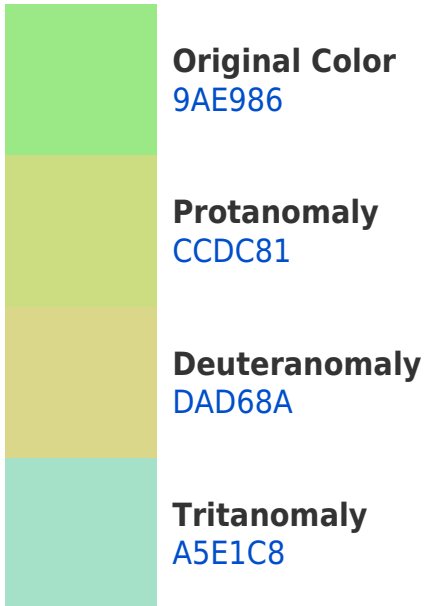 Original Color
9AE986
Protanomaly
CCDC81
Deuteranomaly
DAD68A
Tritanomaly
A5E1C8